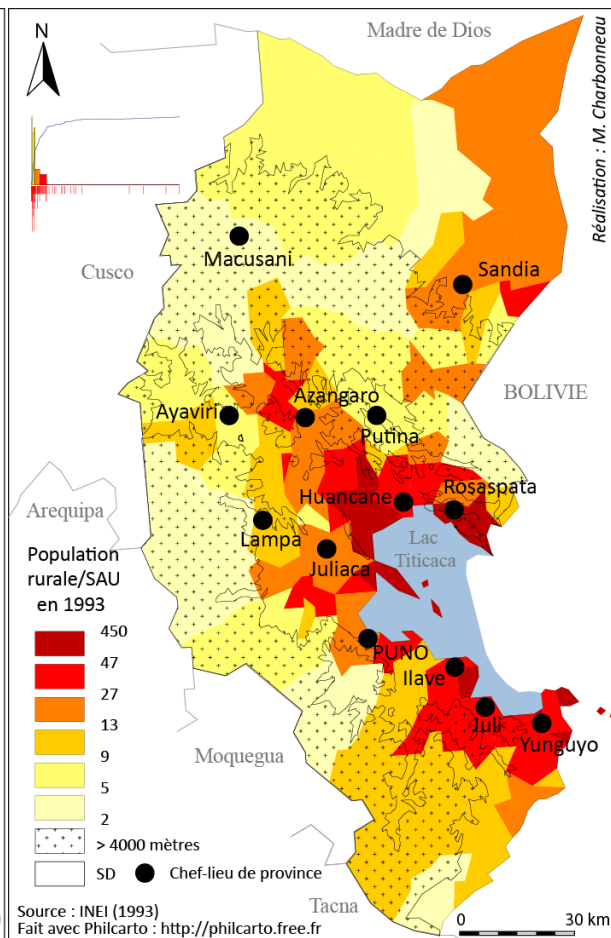 N
Madre de Dios
Réalisation : M. Charbonneau
Macusani
Cusco
Sandia
BOLIVIE
Ayaviri
Azangaro
Putina
Huancane
Rosaspata
Arequipa
Lampa
Juliaca
Lac
Titicaca
Population
rurale/SAU
en 1993
450
47
27
13
9
5
2
> 4000 mètres
SD
Chef-lieu de province
PUNO
Ilave
Juli
Yunguyo
Moquegua
Tacna
Source : INEI (1993)
Fait avec Philcarto : http://philcarto.free.fr
0 30 km